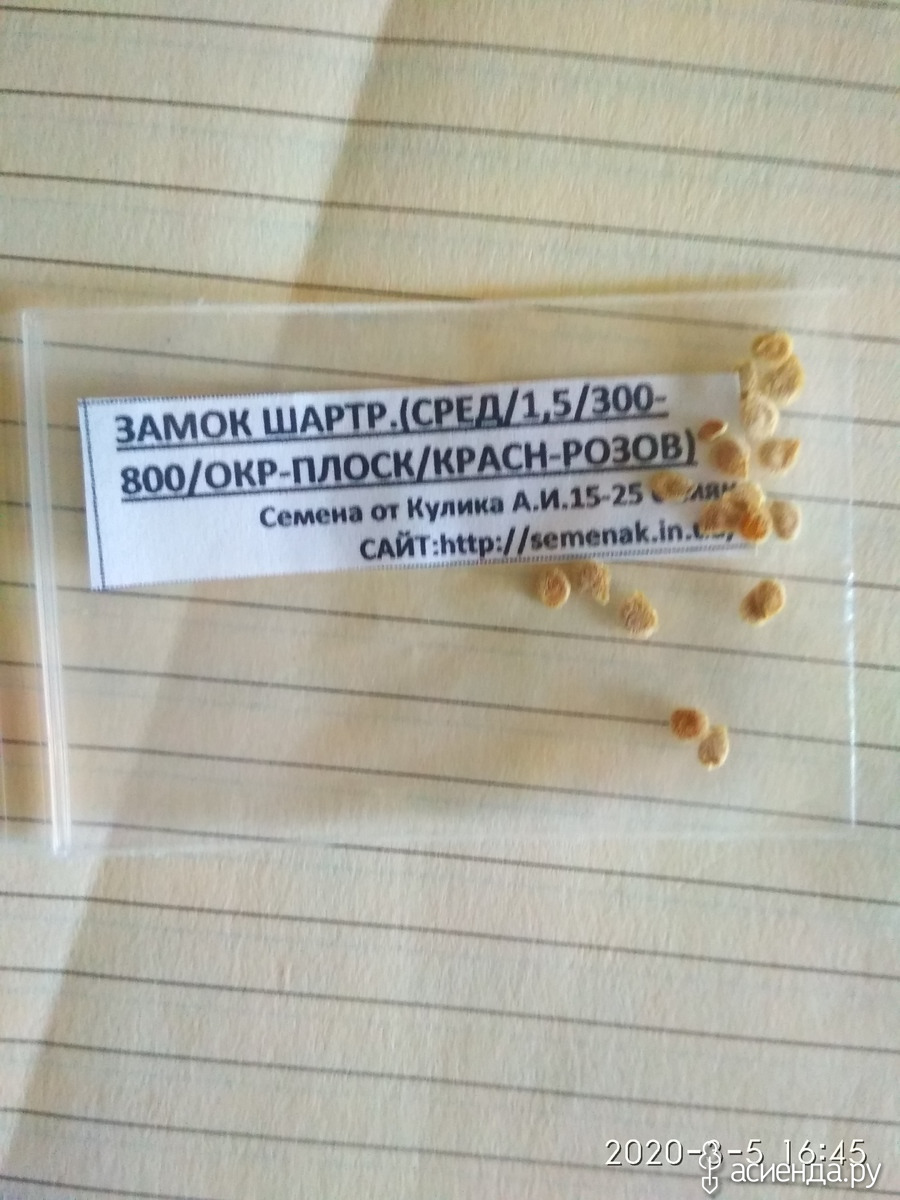 ЗАМОК ШАРТР.(СРЕД/1,5/300-
800/ОКР-ПЛОСК/КРАСН-РОЗОВ)
Семена от Кулика А.И.15-25
САЙТ:http://semenak.in.
2020-3-5 16:45
асиенда.ру